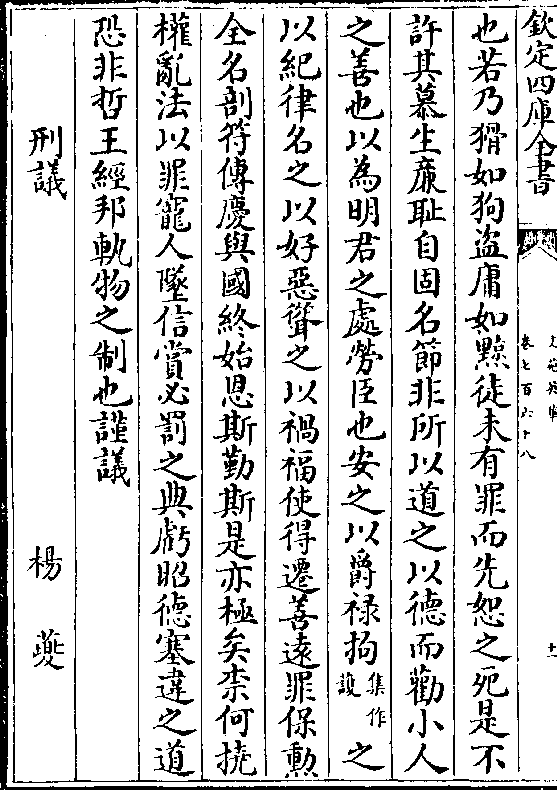 欽定四庫全書
文苑英華
卷七百六十八
十一
也若乃猾如狗盜庸如黥徒未有罪而先恕之死是不
許其慕生廉耻自固名節非所以道之以德而勸小人
之善也以為明君之處勞臣也安之以爵祿拘集作護之
以紀律名之以好惡聳之以禍福使得遷善遠罪保勲
全名剖符傳慶與國終始恩斯勤斯是亦極矣柰何撓
權亂法以罪寵人墜信賞必罰之典虧昭德塞違之道
恐非哲王經邦軌物之制也謹議
刑議 楊夔